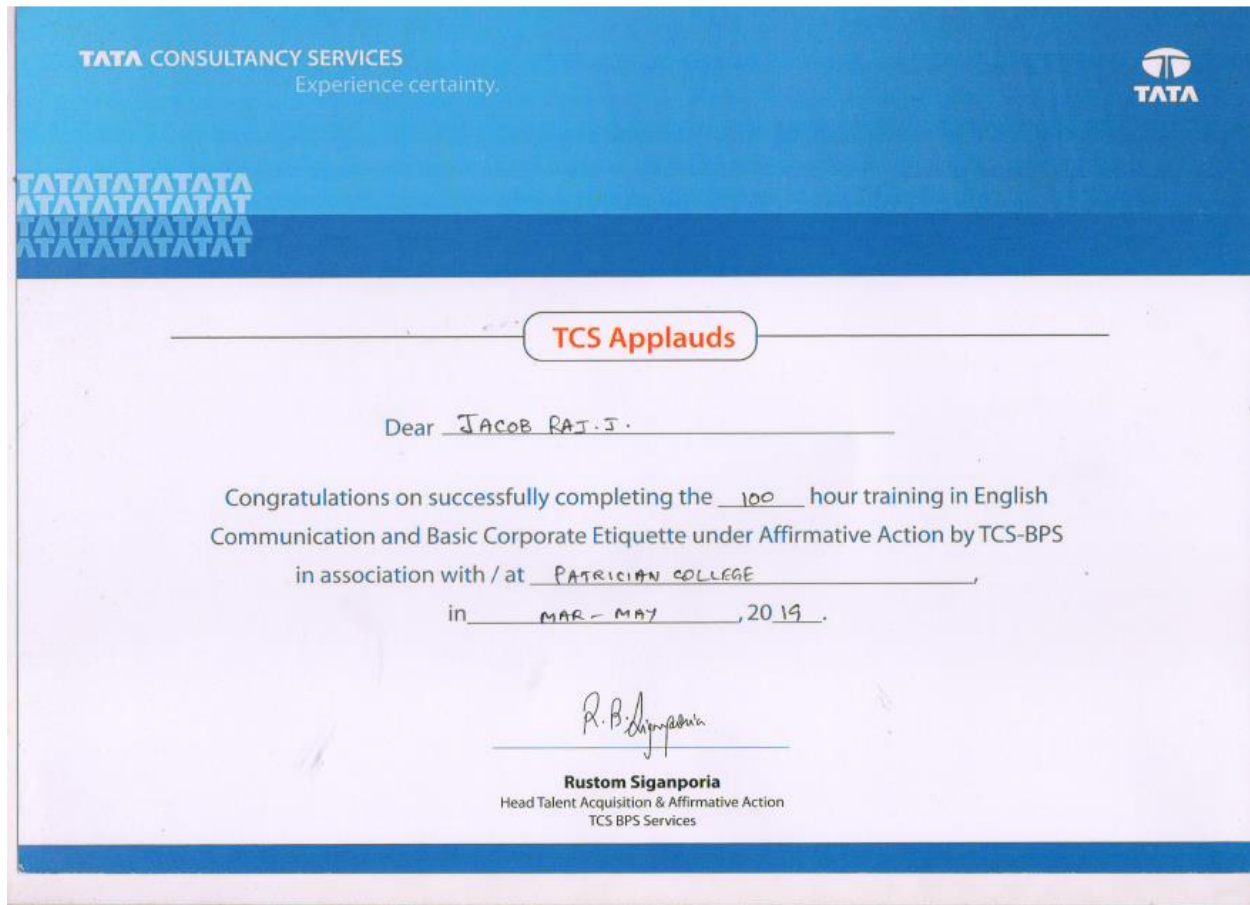 TATA CONSULTANCY SERVICES
Experience certainty.
TATA
TATATATATATA
ATATATATATAT
TATATATATATA
ATATATATATAT
TCS Applauds
Dear JACOB RAJ.J.
Congratulations on successfully completing the 100 hour training in English
Communication and Basic Corporate Etiquette under Affirmative Action by TCS-BPS
in association with / at PATRICIAN COLLEGE,
in MAR - MAY, 2019.
R.B.Siganporia
Rustom Siganporia
Head Talent Acquisition & Affirmative Action
TCS BPS Services